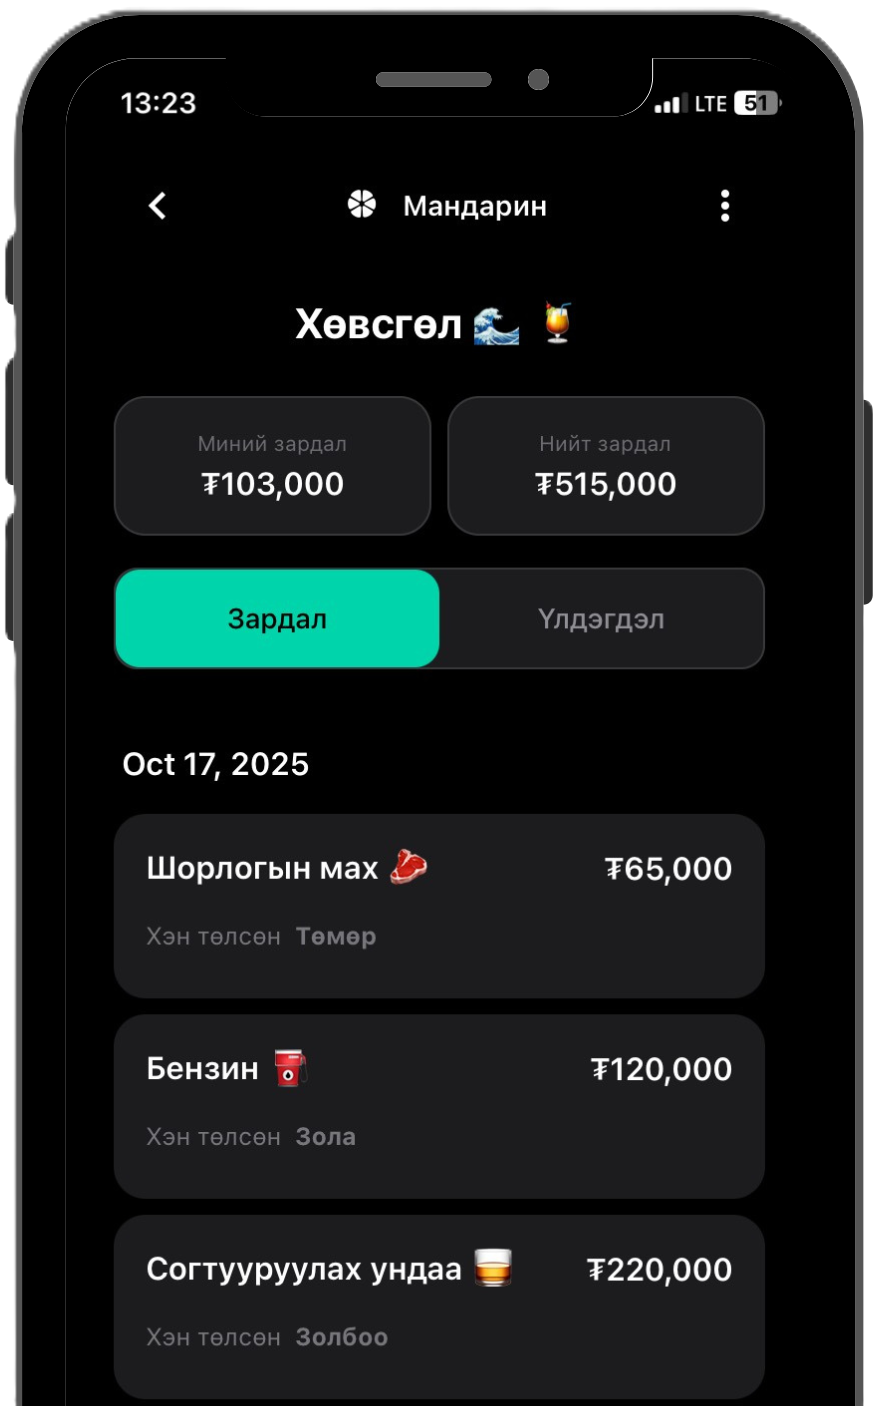 13:23
LTE 51
Мандарин
Хөвсгөл
Миний зардал
₮103,000
Нийт зардал
₮515,000
Зардал
Үлдэгдэл
Oct 17, 2025
Шорлогын мах
₮65,000
Хэн төлсөн Төмөр
Бензин
₮120,000
Хэн төлсөн Зола
Согтууруулах ундаа
₮220,000
Хэн төлсөн Золбоо